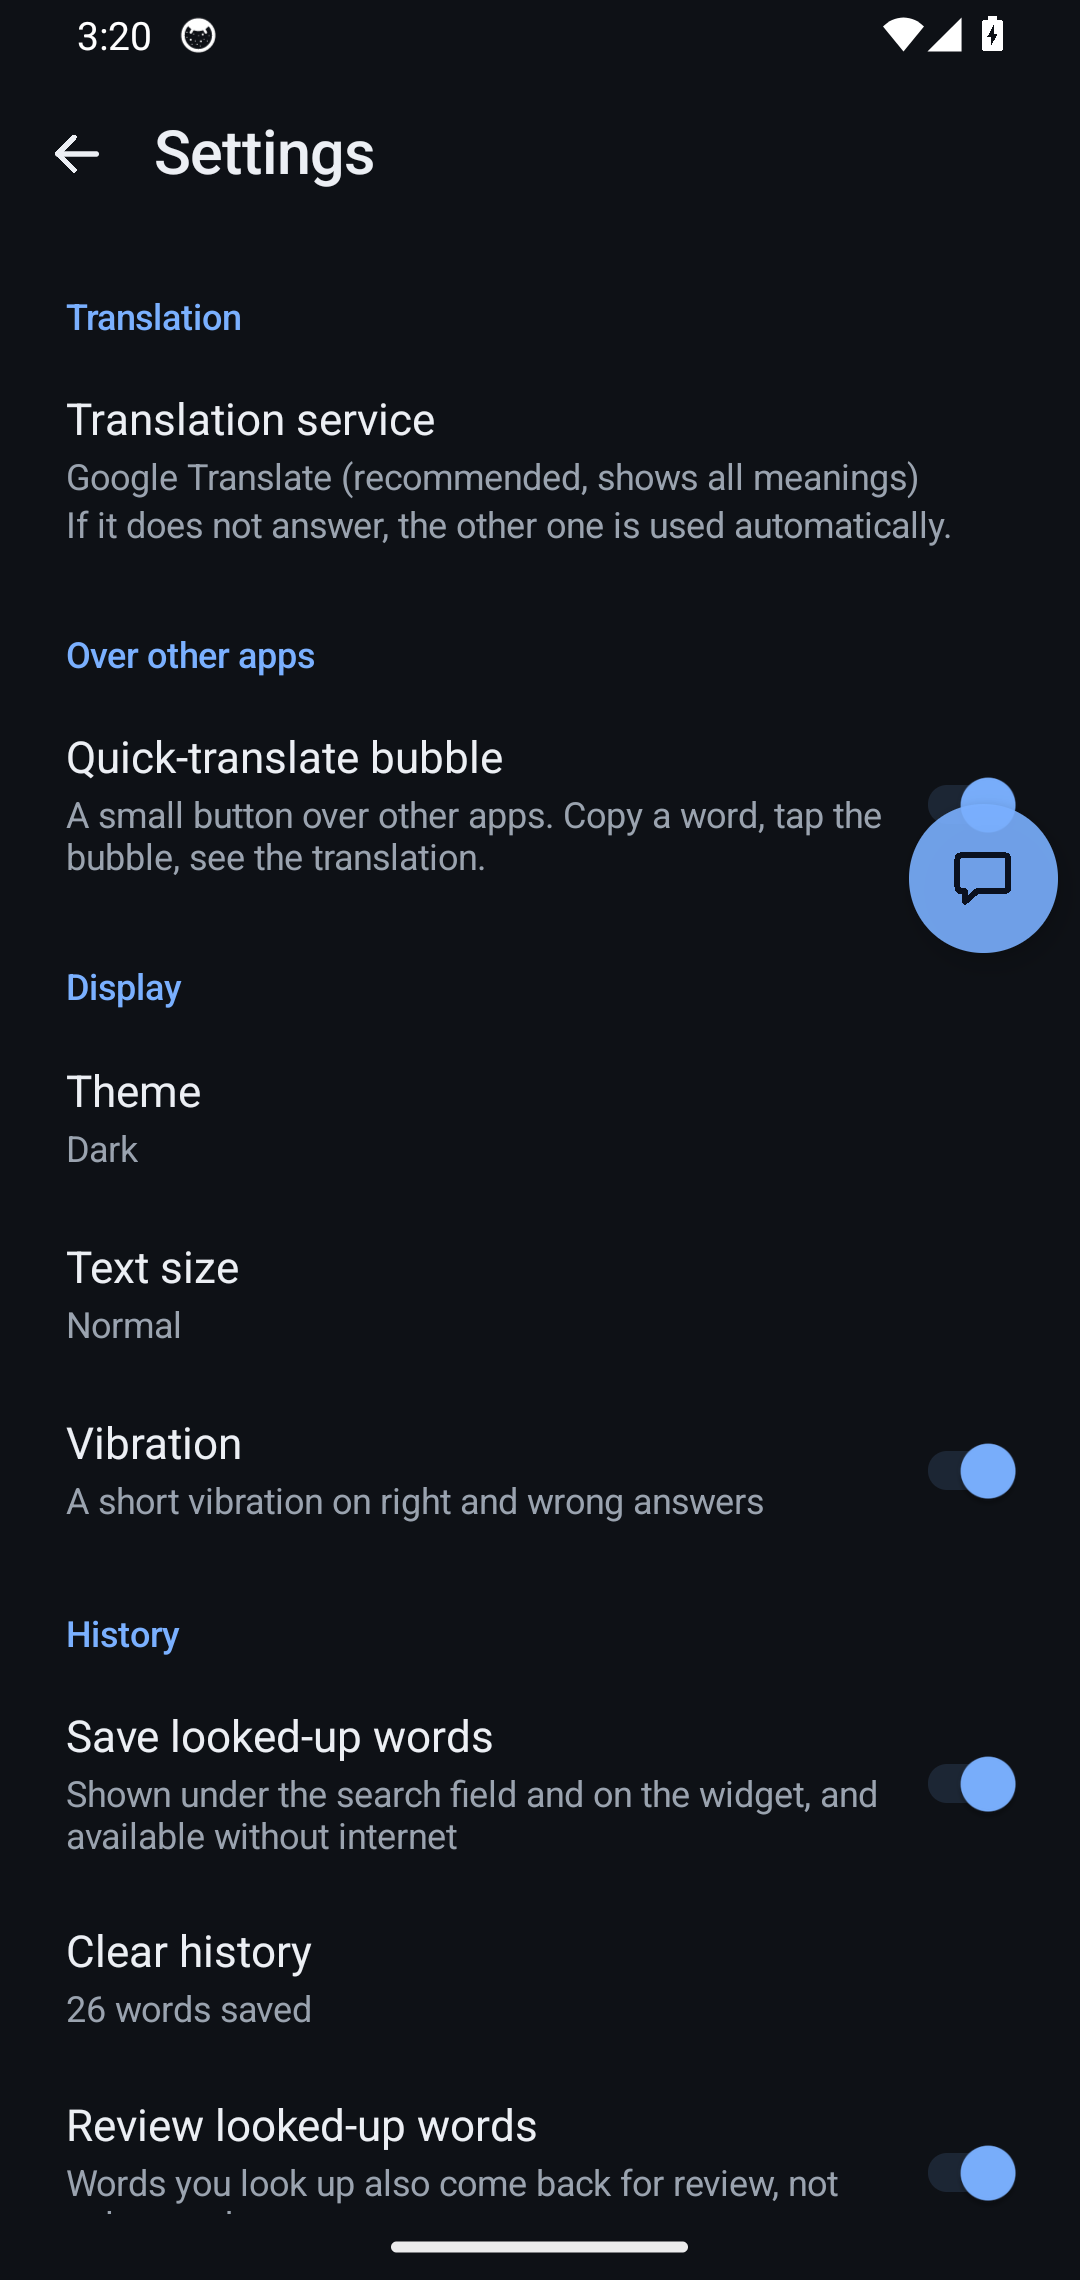 3:20
Settings
Translation
Translation service
Google Translate (recommended, shows all meanings)
If it does not answer, the other one is used automatically.
Over other apps
Quick-translate bubble
A small button over other apps. Copy a word, tap the
bubble, see the translation.
Display
Theme
Dark
Text size
Normal
Vibration
A short vibration on right and wrong answers
History
Save looked-up words
Shown under the search field and on the widget, and
available without internet
Clear history
26 words saved
Review looked-up words
Words you look up also come back for review, not